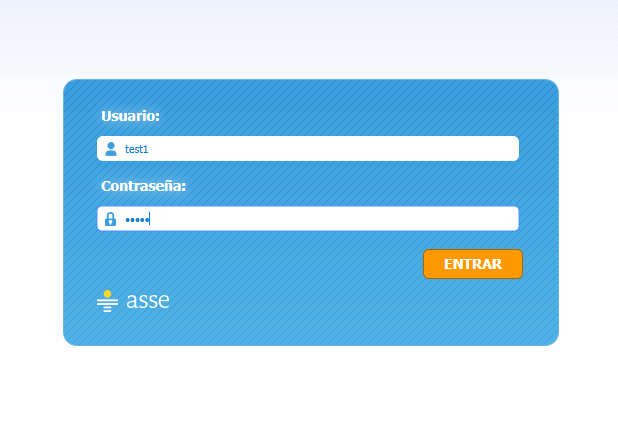 Usuario:
test1
Contraseña:
•••••
ENTRAR
asse